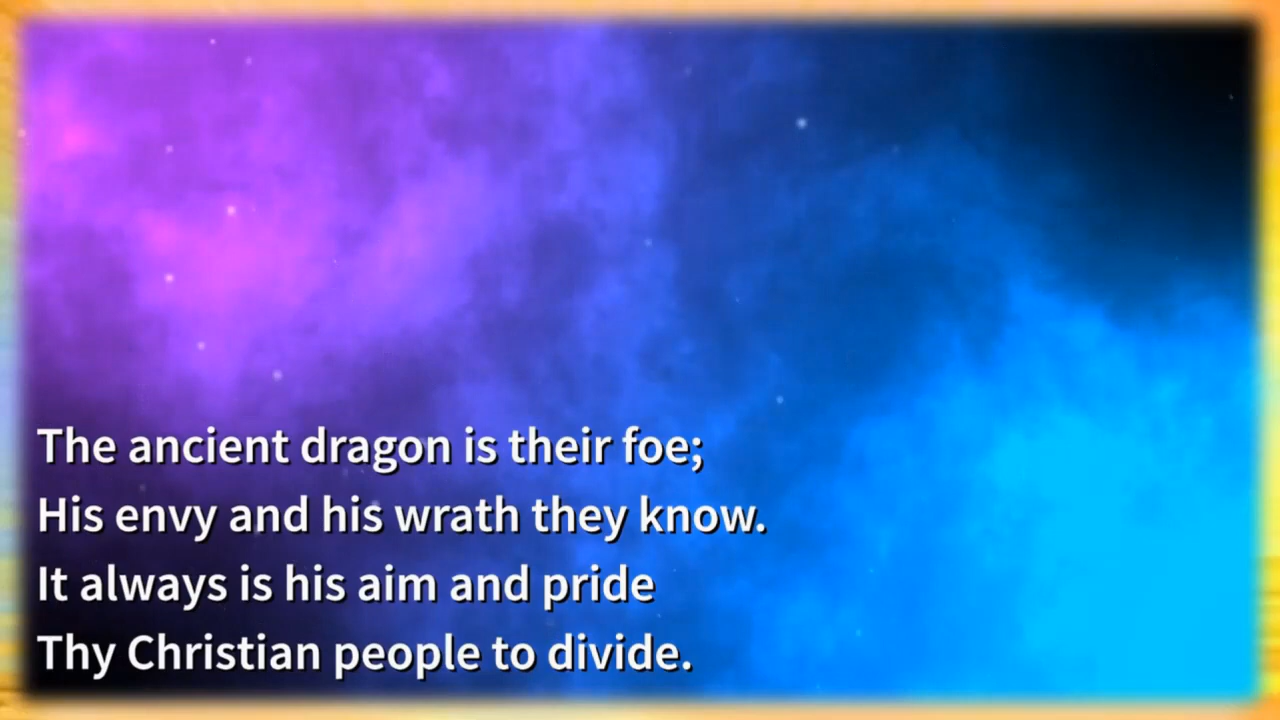 The ancient dragon is their foe;
His envy and his wrath they know.
It always is his aim and pride
Thy Christian people to divide.